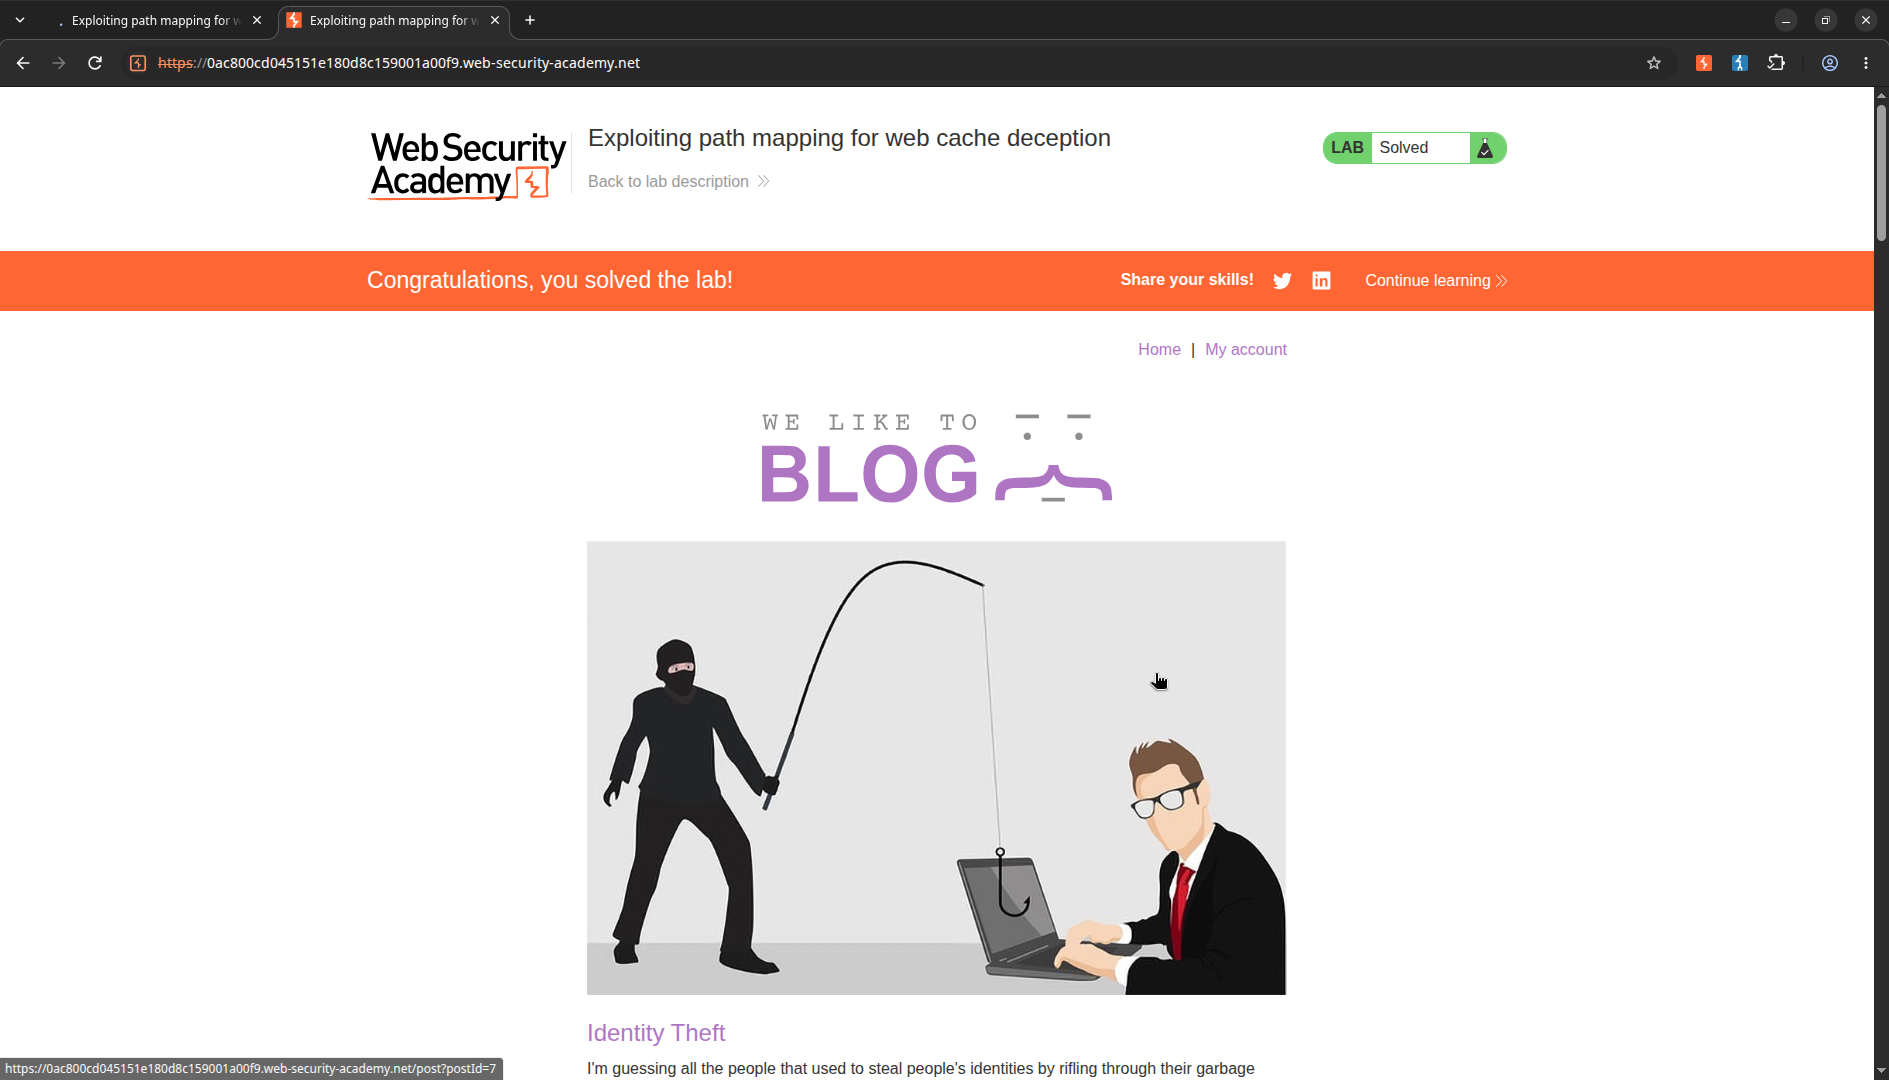 Exploiting path mapping for w
Exploiting path mapping for w
https://0ac800cd045151e180d8c159001a00f9.web-security-academy.net
Web Security
Academy
Exploiting path mapping for web cache deception
Back to lab description
LAB Solved
Congratulations, you solved the lab!
Share your skills!
Continue learning
Home | My account
WE LIKE TO
BLOG
Identity Theft
I'm guessing all the people that used to steal people's identities by rifling through their garbage
https://0ac800cd045151e180d8c159001a00f9.web-security-academy.net/post?postId=7